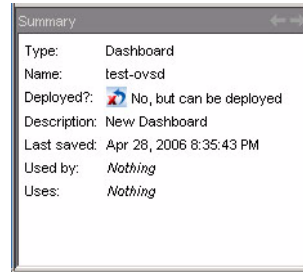 Summary
Type: Dashboard
Name: test-ovsd
Deployed?: No, but can be deployed
Description: New Dashboard
Last saved: Apr 28, 2006 8:35:43 PM
Used by: Nothing
Uses: Nothing